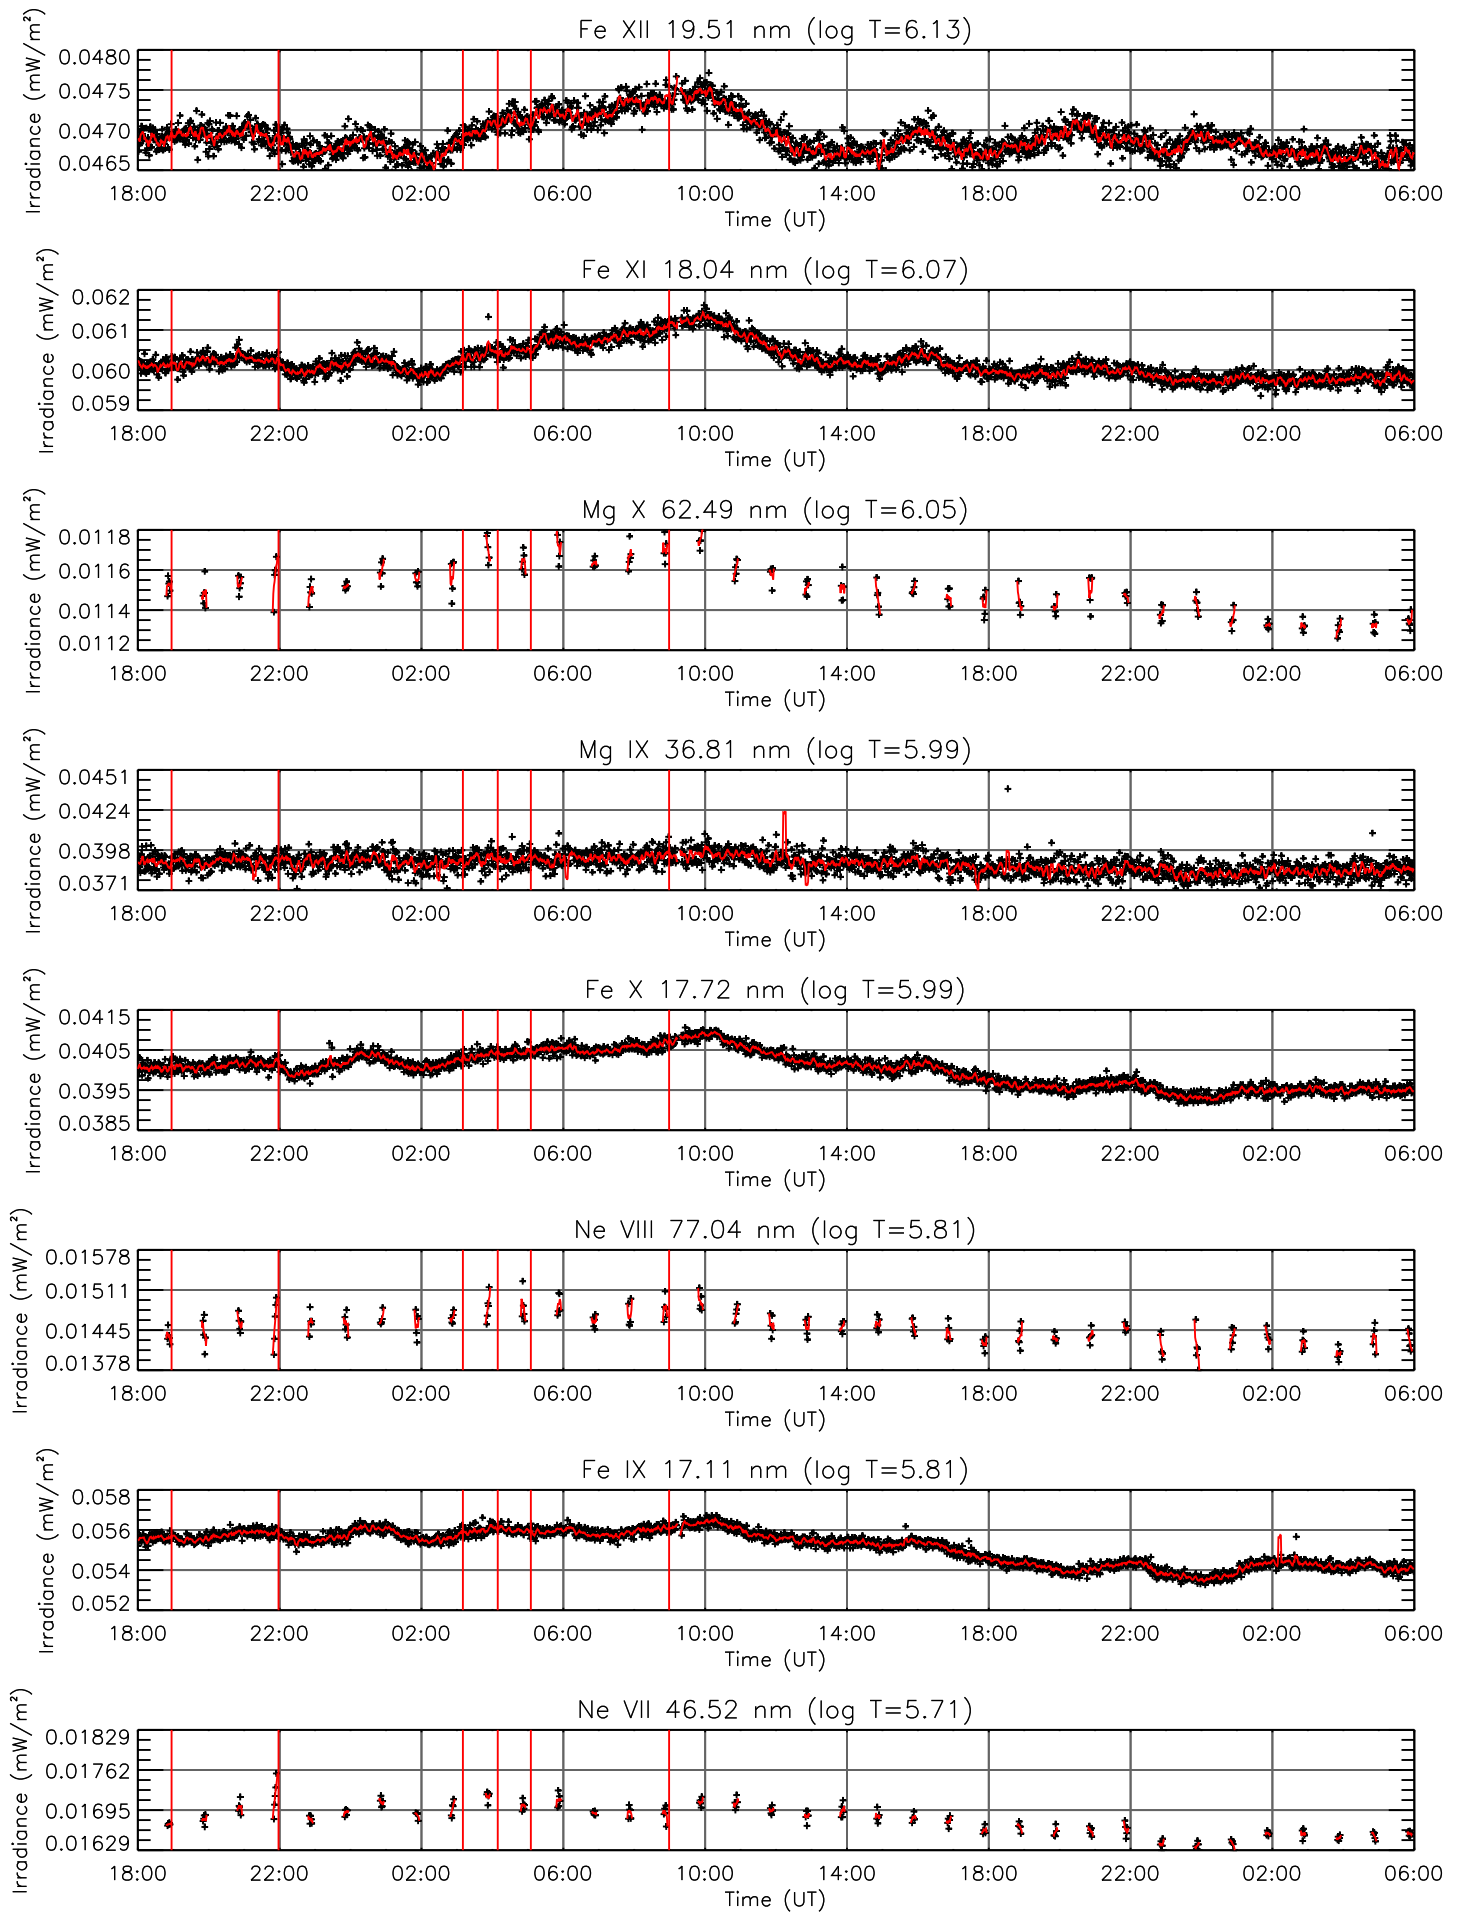 Fe XII 19.51 nm (log T=6.13)
Irradiance (mW/m²)
0.0480
0.0475
0.0470
0.0465
18:00 22:00 02:00 06:00 10:00 14:00 18:00 22:00 02:00 06:00
Time (UT)
Fe XI 18.04 nm (log T=6.07)
Irradiance (mW/m²)
0.062
0.061
0.060
0.059
18:00 22:00 02:00 06:00 10:00 14:00 18:00 22:00 02:00 06:00
Time (UT)
Mg X 62.49 nm (log T=6.05)
Irradiance (mW/m²)
0.0118
0.0116
0.0114
0.0112
18:00 22:00 02:00 06:00 10:00 14:00 18:00 22:00 02:00 06:00
Time (UT)
Mg IX 36.81 nm (log T=5.99)
Irradiance (mW/m²)
0.0451
0.0424
0.0398
0.0371
18:00 22:00 02:00 06:00 10:00 14:00 18:00 22:00 02:00 06:00
Time (UT)
Fe X 17.72 nm (log T=5.99)
Irradiance (mW/m²)
0.0415
0.0405
0.0395
0.0385
18:00 22:00 02:00 06:00 10:00 14:00 18:00 22:00 02:00 06:00
Time (UT)
Ne VIII 77.04 nm (log T=5.81)
Irradiance (mW/m²)
0.01578
0.01511
0.01445
0.01378
18:00 22:00 02:00 06:00 10:00 14:00 18:00 22:00 02:00 06:00
Time (UT)
Fe IX 17.11 nm (log T=5.81)
Irradiance (mW/m²)
0.058
0.056
0.054
0.052
18:00 22:00 02:00 06:00 10:00 14:00 18:00 22:00 02:00 06:00
Time (UT)
Ne VII 46.52 nm (log T=5.71)
Irradiance (mW/m²)
0.01829
0.01762
0.01695
0.01629
18:00 22:00 02:00 06:00 10:00 14:00 18:00 22:00 02:00 06:00
Time (UT)